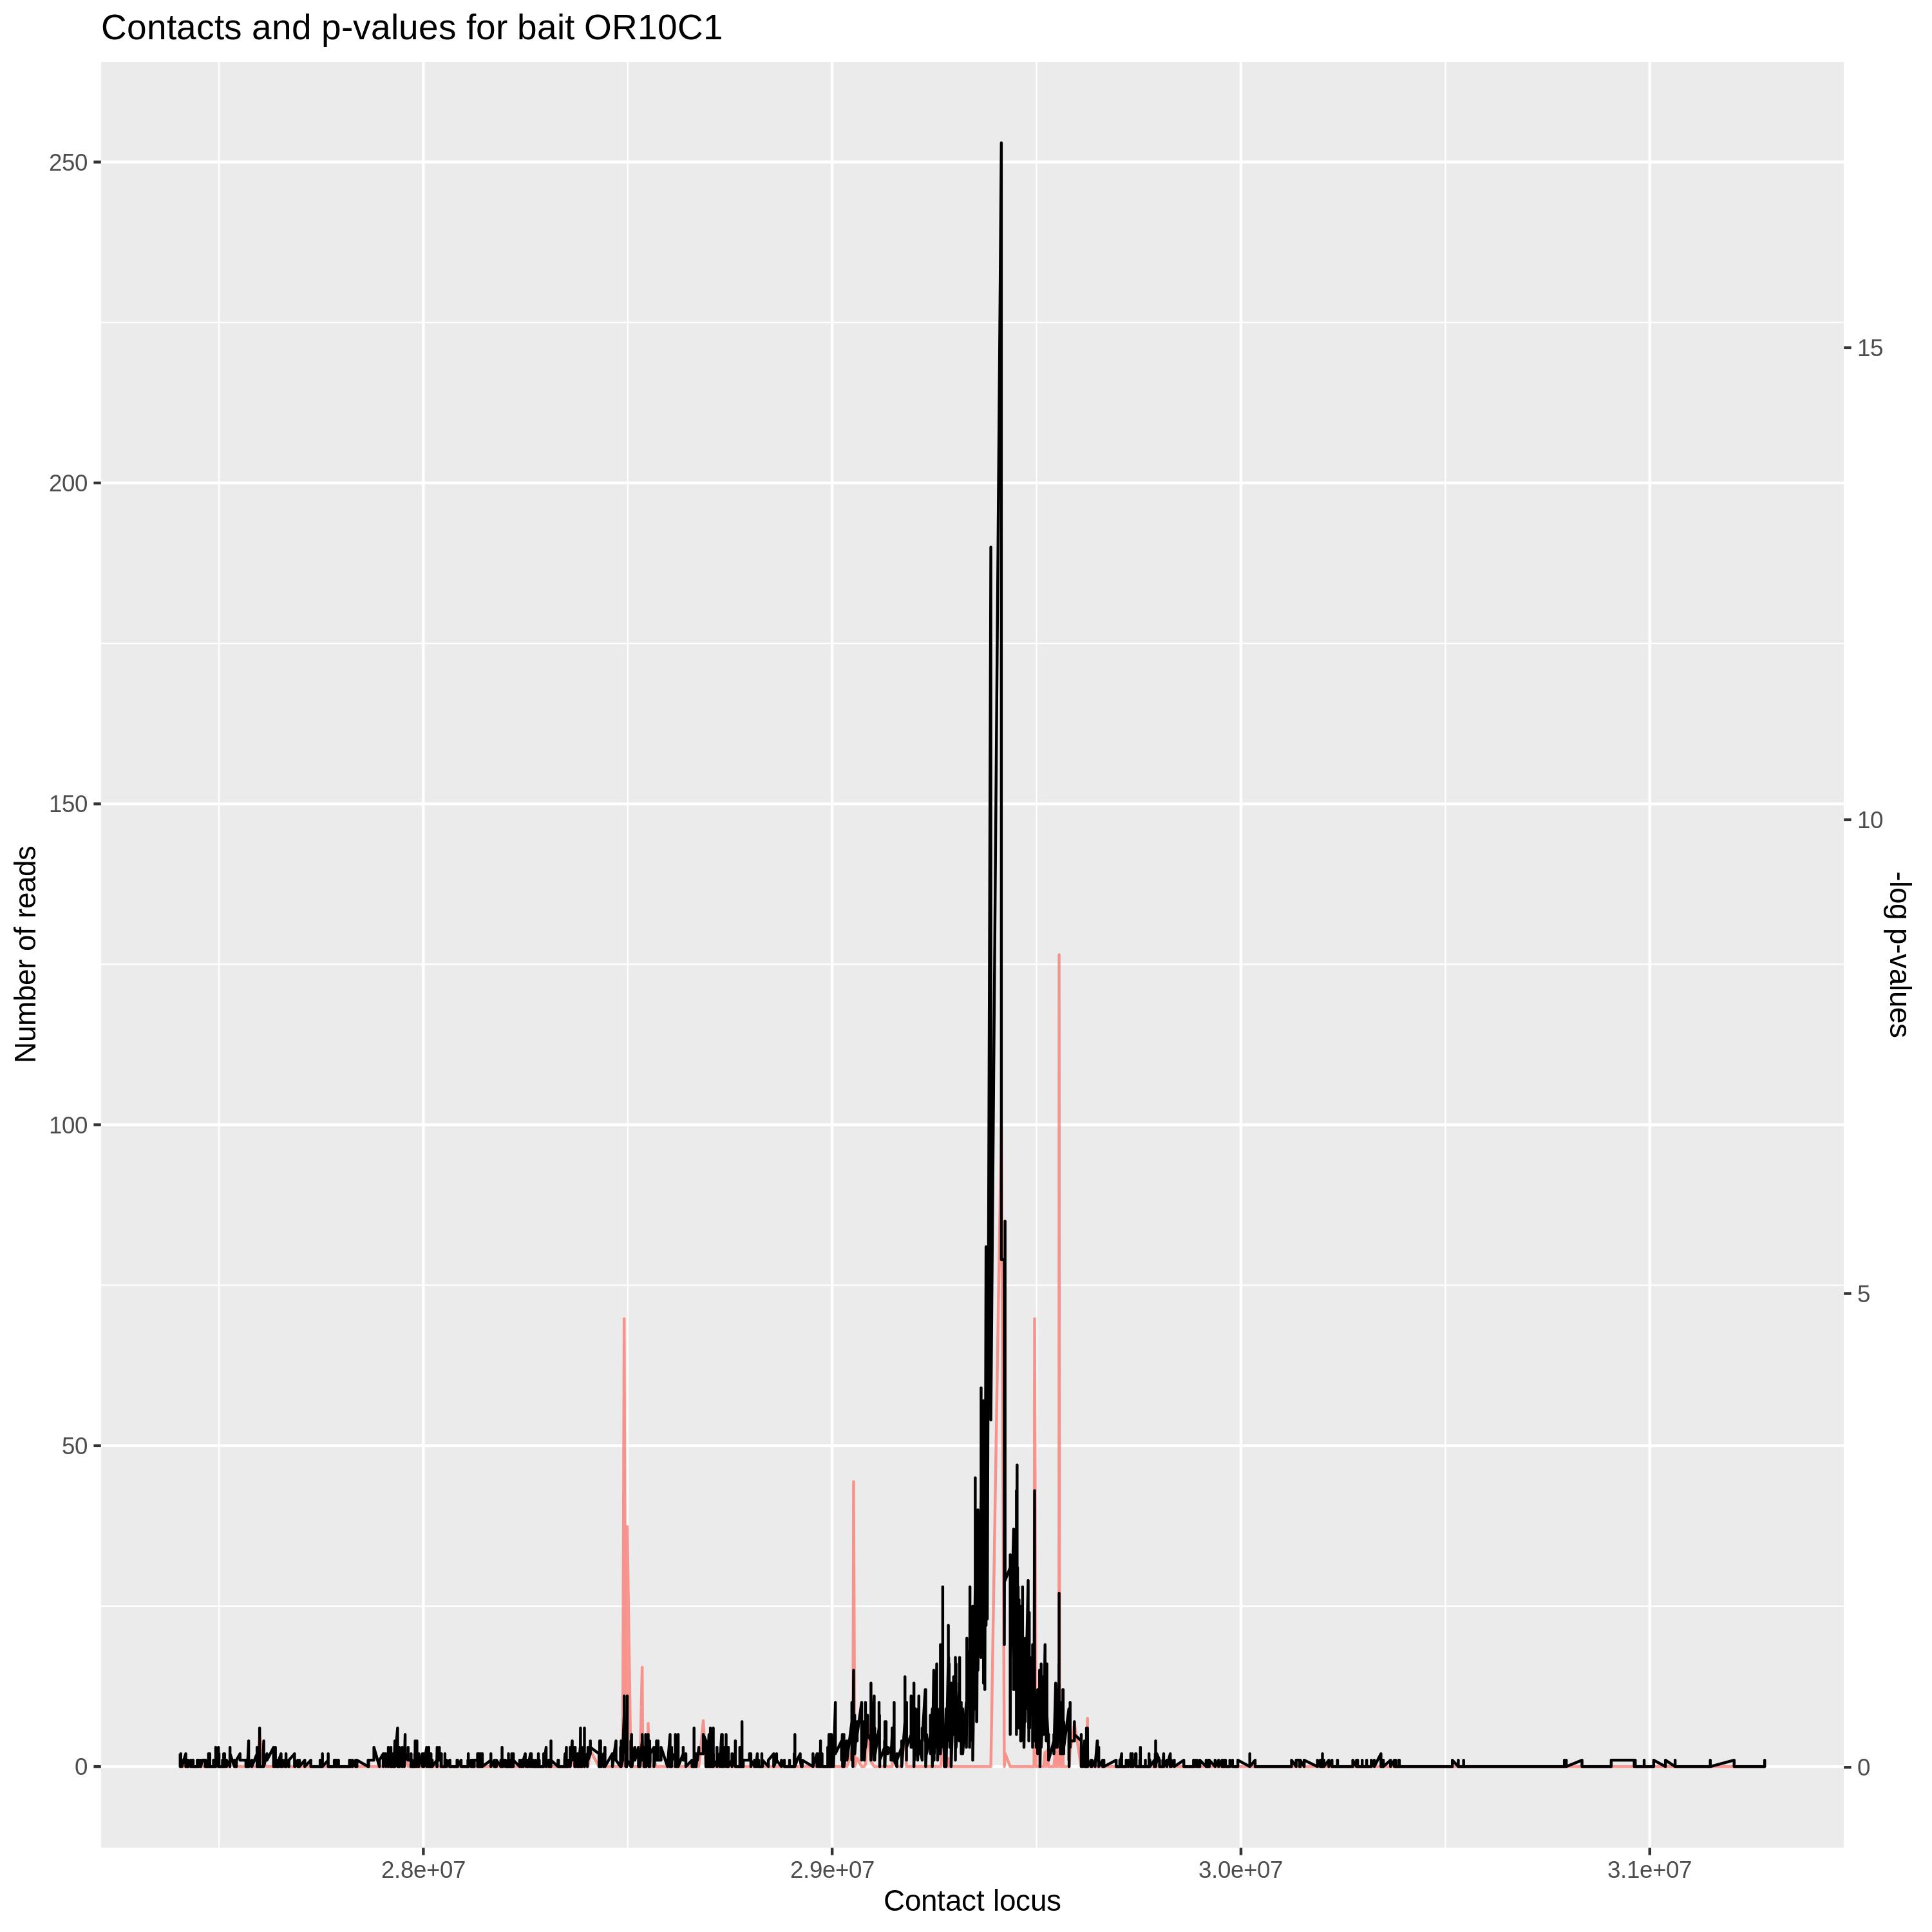 Contacts and p-values for bait OR10C1
250
200
150
100
50
0
Number of reads
15
10
5
0
-log p-values
2.8e+07
2.9e+07
3.0e+07
3.1e+07
Contact locus